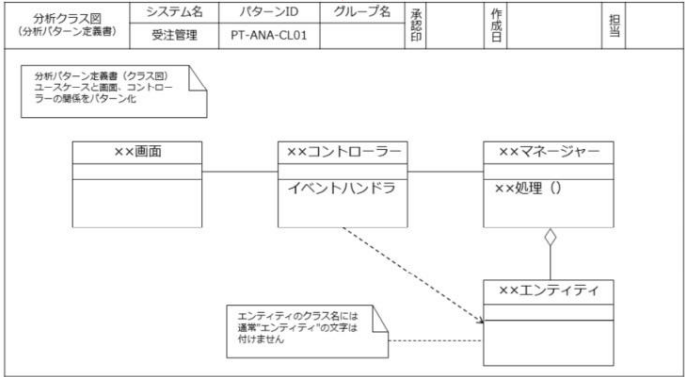 分析クラス図
(分析パターン定義書)
システム名
パターンID
グループ名
承認印
作成日
担当
受注管理
PT-ANA-CL01
分析パターン定義書（クラス図）
ユースケースと画面、コントロー
ラーの関係をパターン化
××画面
××コントローラー
イベントハンドラ
××マネージャー
××処理（）
××エンティティ
エンティティのクラス名には
通常"エンティティ"の文字は
付けません